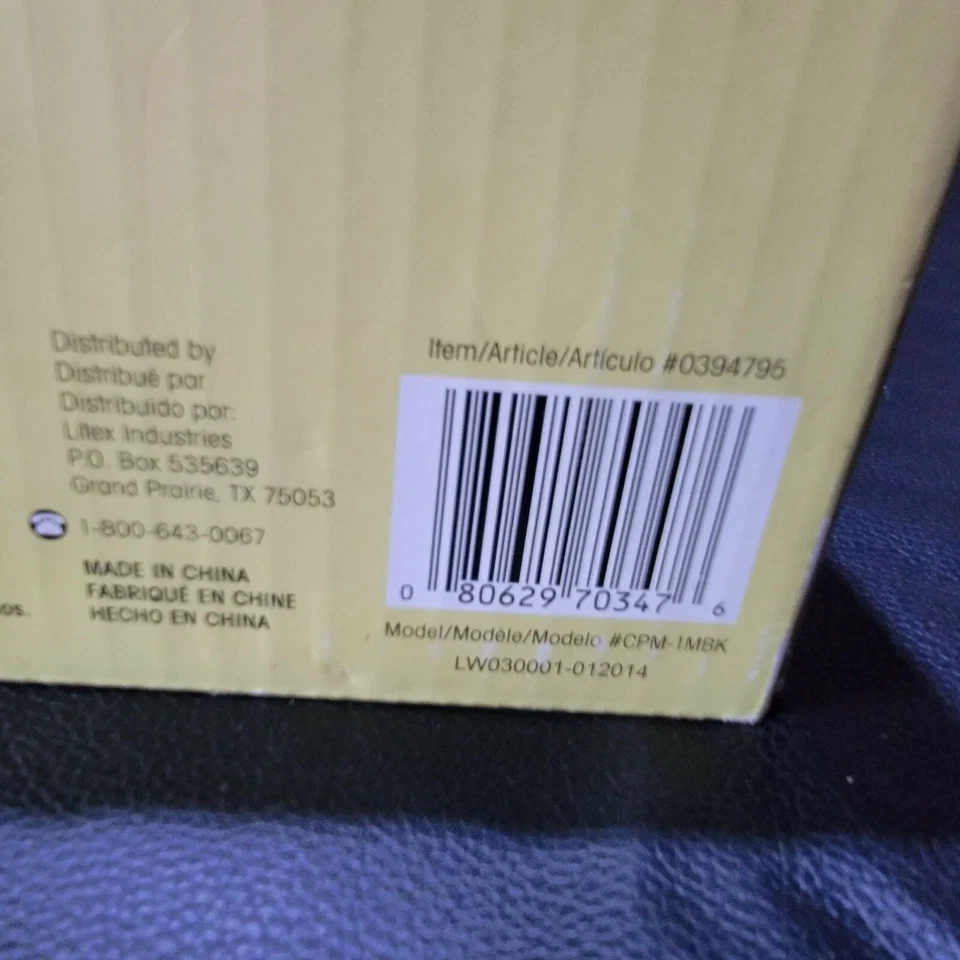 Distributed by
Distribué par
Distribuido por:
Litex Industries
P.O. Box 535639
Grand Prairie, TX 75053
1-800-643-0067
MADE IN CHINA
FABRIQUÉ EN CHINE
HECHO EN CHINA
os.
Item/Article/Artículo #0394795
0 80629 70347 6
Model/Modèle/Modelo #CPM-1MBK
LW030001-012014